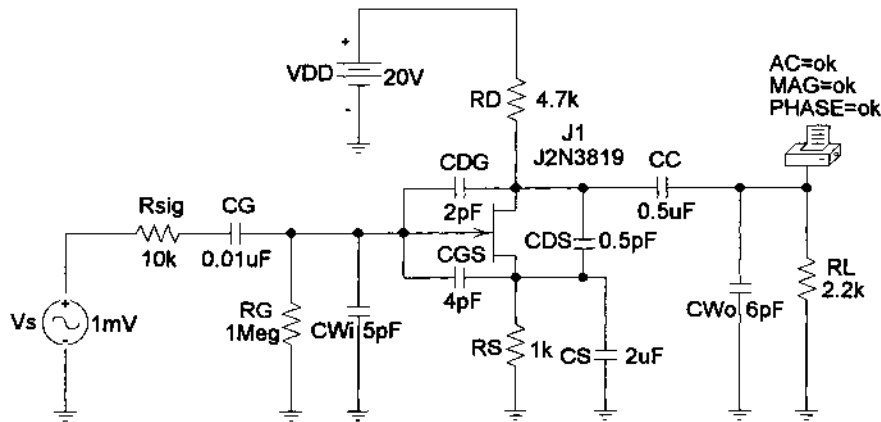 +
VDD
20V
-
RD
4.7k
AC=ok
MAG=ok
PHASE=ok
J1
J2N3819
CDG
2pF
CC
0.5uF
Rsig
10k
CG
0.01uF
CGS
4pF
CDS
0.5pF
Vs
+
-
1mV
RG
1Meg
CWi
5pF
RS
1k
CS
2uF
CWo
6pF
RL
2.2k